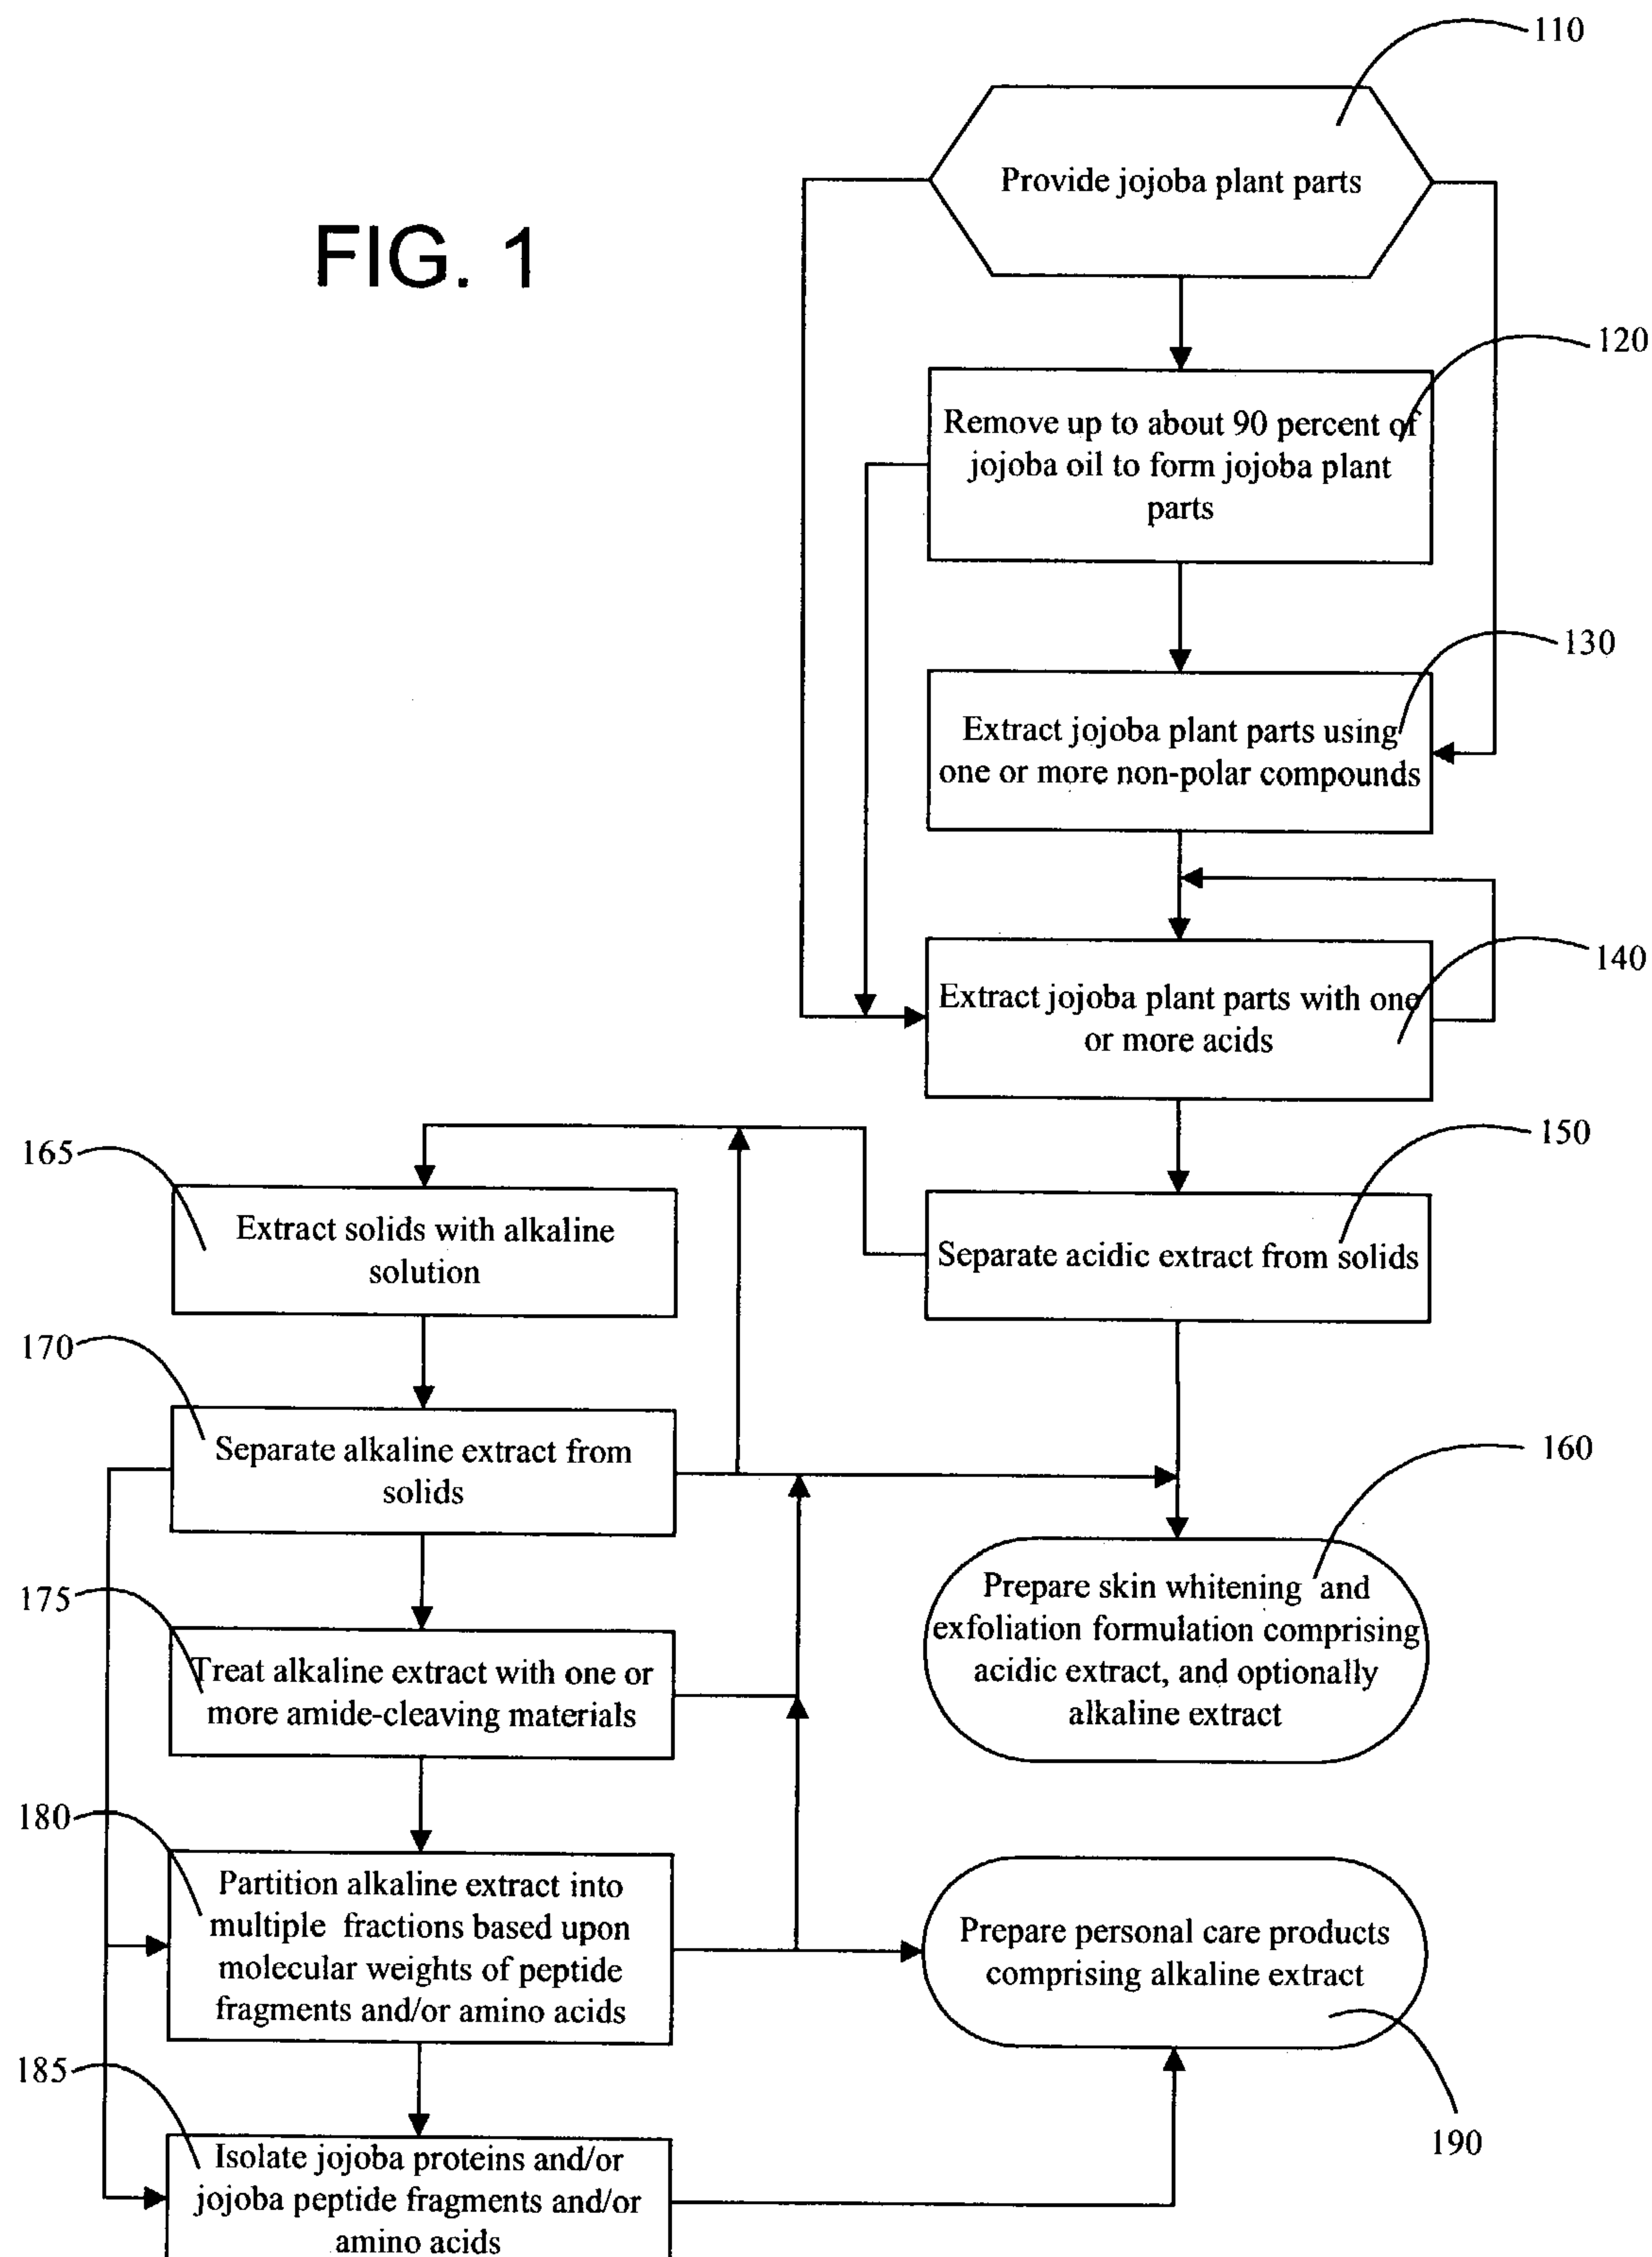 110
FIG. 1
Provide jojoba plant parts
120
Remove up to about 90 percent of
jojoba oil to form jojoba plant
parts
130
Extract jojoba plant parts using
one or more non-polar compounds
140
Extract jojoba plant parts with one
or more acids
150
Separate acidic extract from solids
165
Extract solids with alkaline
solution
170
Separate alkaline extract from
solids
160
Prepare skin whitening and
exfoliation formulation comprising
acidic extract, and optionally
alkaline extract
175
Treat alkaline extract with one or
more amide-cleaving materials
180
Partition alkaline extract into
multiple fractions based upon
molecular weights of peptide
fragments and/or amino acids
Prepare personal care products
comprising alkaline extract
190
185
Isolate jojoba proteins and/or
jojoba peptide fragments and/or
amino acids